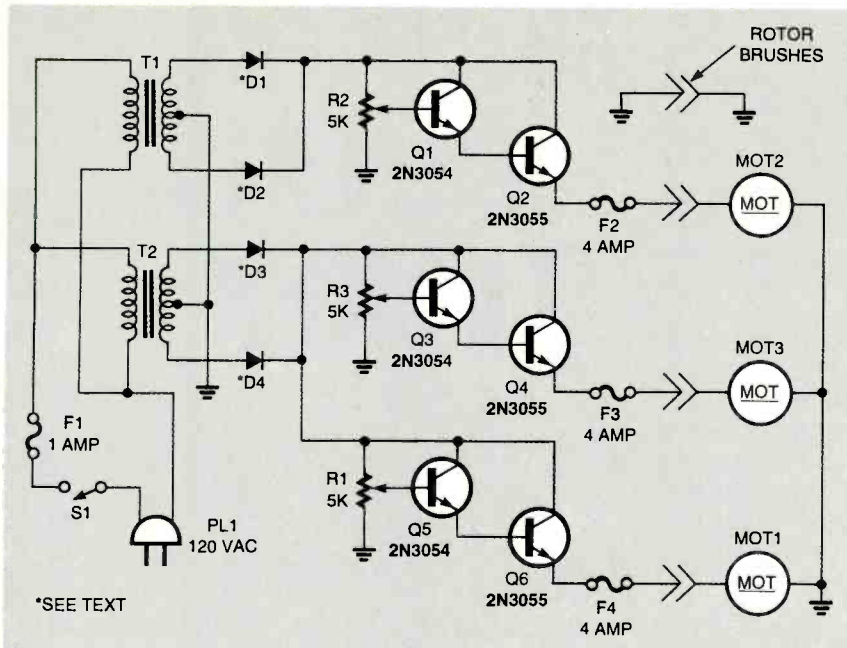 ROTOR
BRUSHES
T1
*D1
R2
5K
Q1
2N3054
*D2
Q2
2N3055
F2
4 AMP
MOT2
MOT
T2
*D3
R3
5K
Q3
2N3054
*D4
Q4
2N3055
F3
4 AMP
MOT3
MOT
F1
1 AMP
S1
PL1
120 VAC
R1
5K
Q5
2N3054
Q6
2N3055
F4
4 AMP
MOT1
MOT
*SEE TEXT